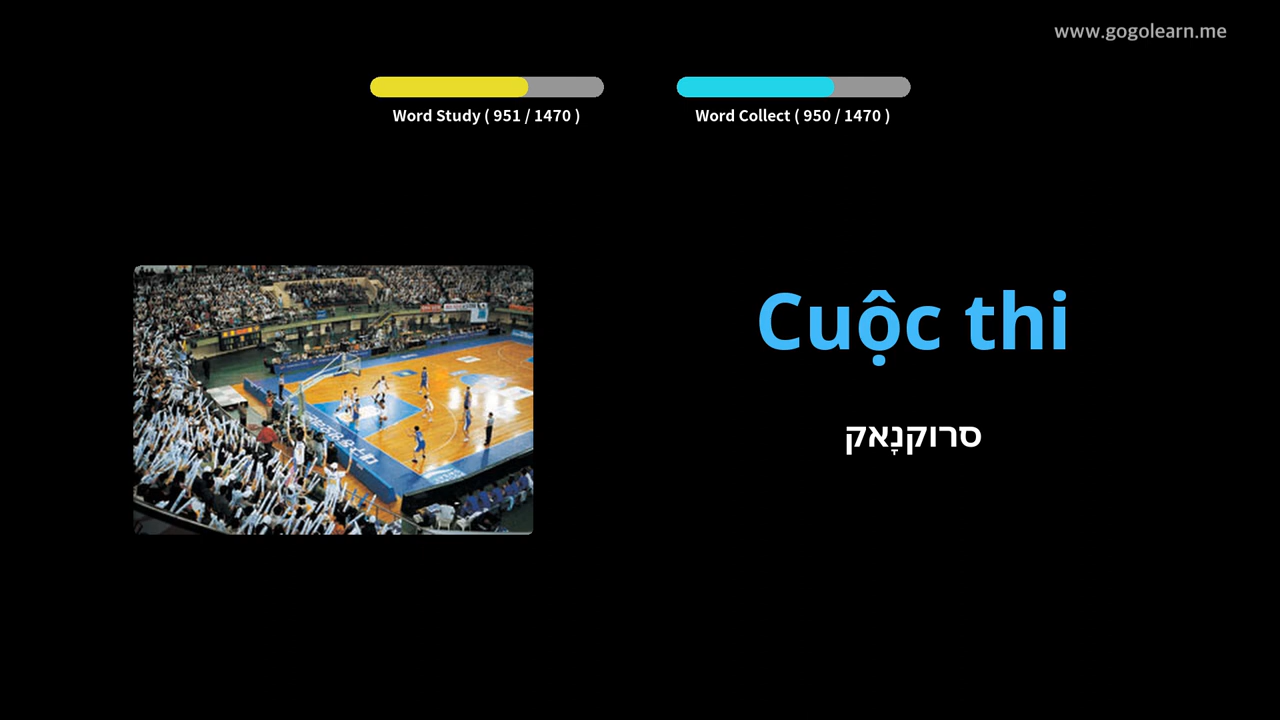 www.gogolearn.me
Word Study ( 951 / 1470 )
Word Collect ( 950 / 1470 )
Cuộc thi
סרוקנָאק